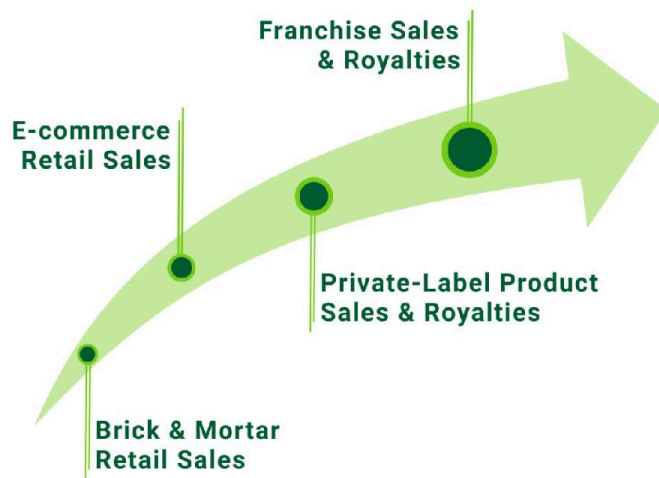 Franchise Sales
& Royalties
E-commerce
Retail Sales
Private-Label Product
Sales & Royalties
Brick & Mortar
Retail Sales